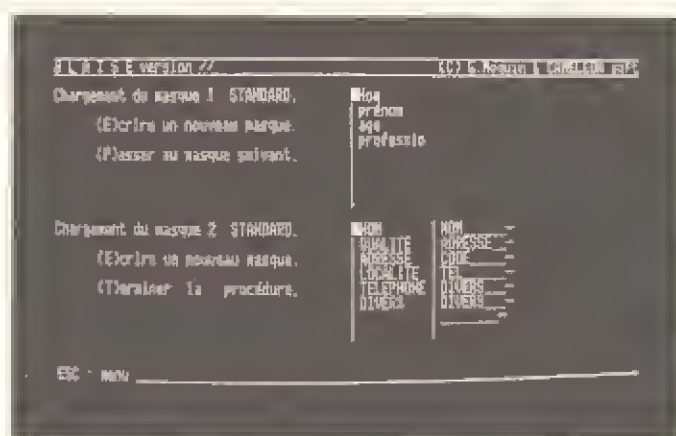 B L A I S E version //
(C) G. & CAMELEON soft
Chargement du masque 1 STANDARD.
(E)crire un nouveau masque.
(P)asser au masque suivant.
Nom
prénom
age
professio
Chargement du masque 2 STANDARD.
(E)crire un nouveau masque.
(T)erminer la procédure.
NOM
QUALITE
ADRESSE
LOCALITE
TELEPHONE
DIVERS
NOM
ADRESSE
CODE
TEL
DIVERS
DIVERS
ESC - menu